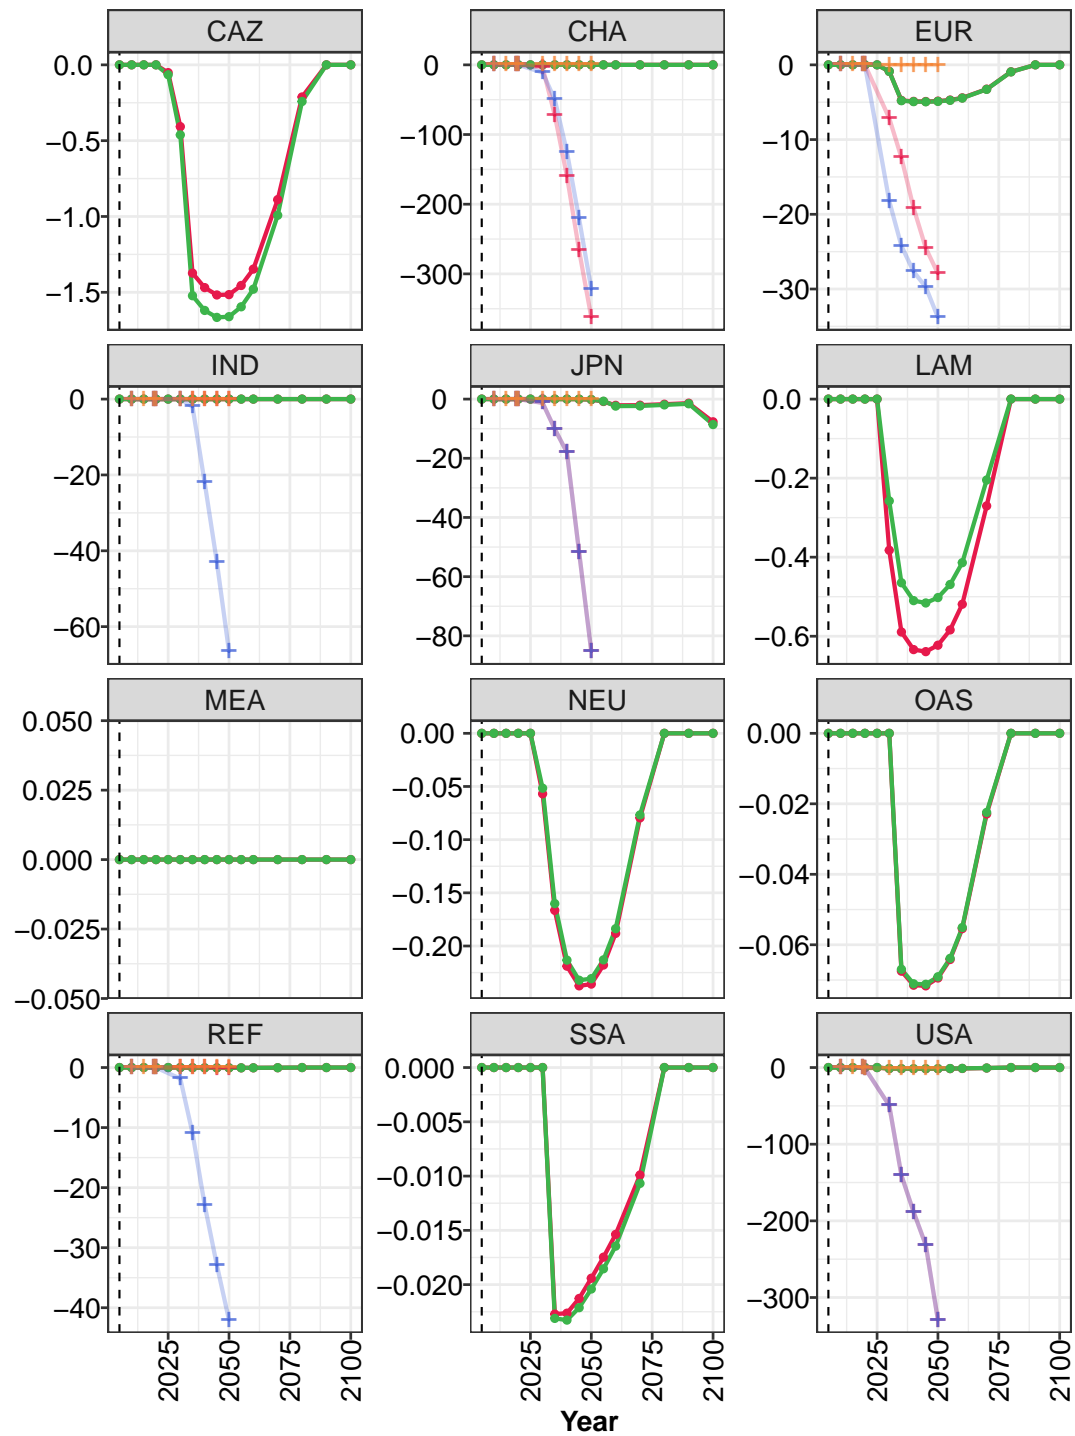 CAZ CHA EUR
0.0 0 0
−0.5 −100 −10
−1.0 −200 −20
−1.5 −300 −30
IND JPN LAM
0 0 0.0
−20 −20 −0.2
−40 −40 −0.4
−60 −60 −0.6
−80
MEA NEU OAS
0.050 0.00 0.00
0.025 −0.05 −0.02
0.000 −0.10 −0.04
−0.025 −0.15 −0.06
−0.050 −0.20
REF SSA USA
0 0.000 0
−10 −0.005 −100
−20 −0.010 −200
−30 −0.015 −300
−40 −0.020
2025 2050 2075 2100 2025 2050 2075 2100 2025 2050 2075 2100
Year